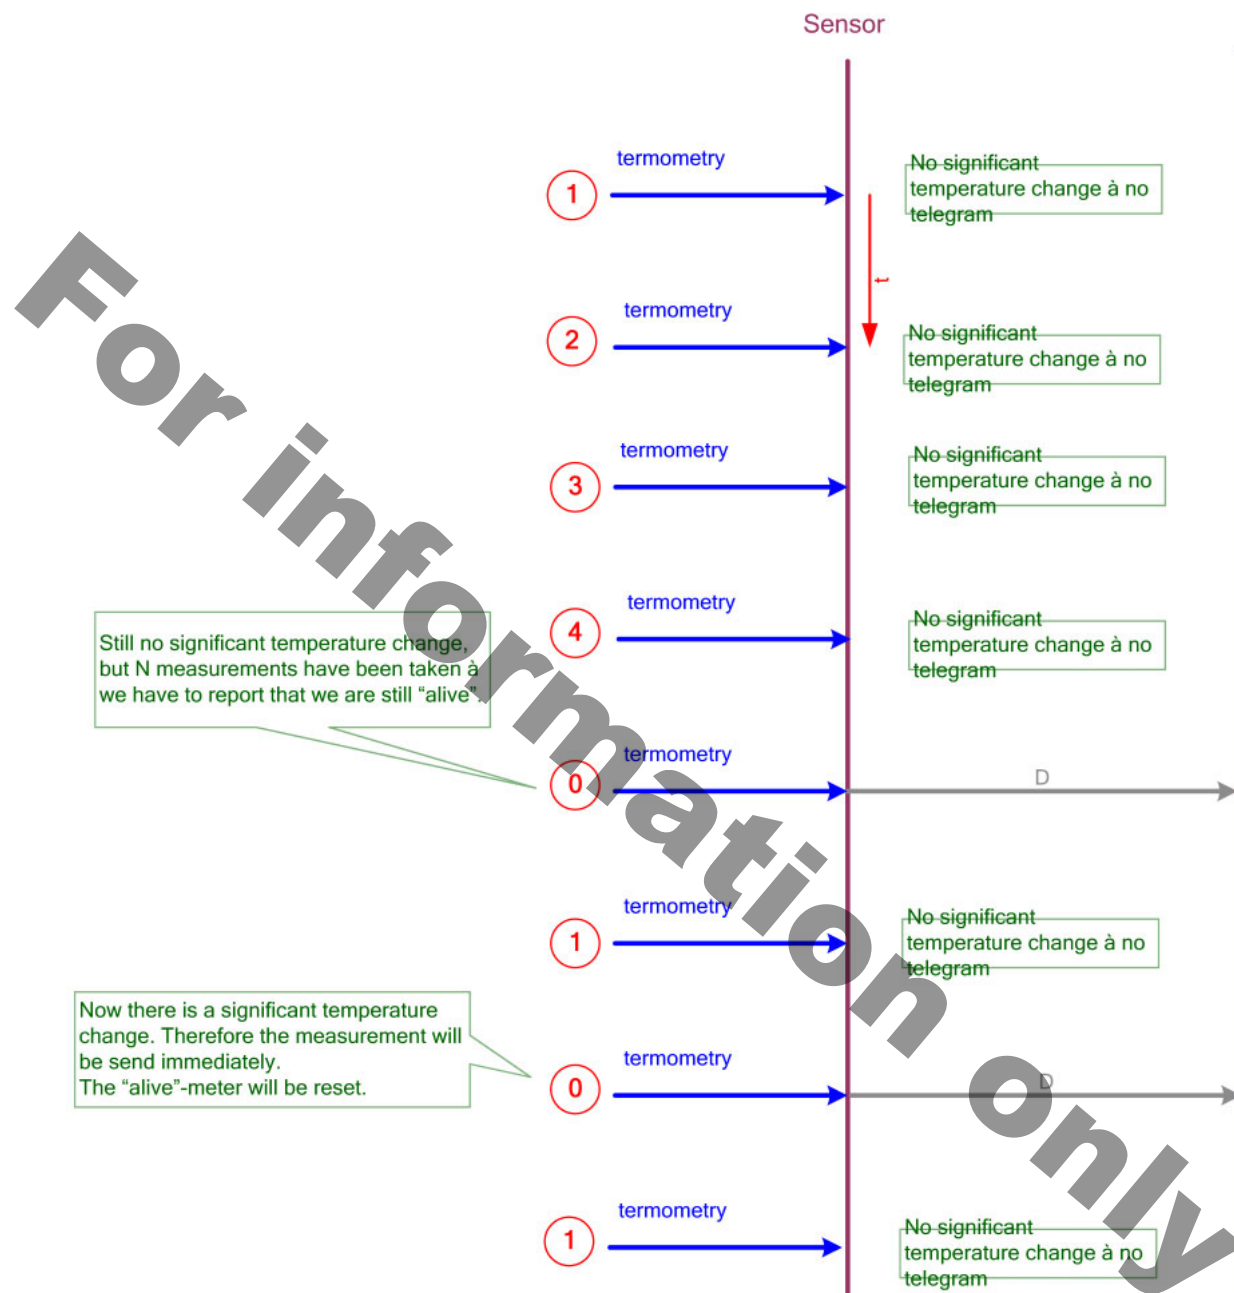 Sensor
termometry
1
No significant
temperature change à no
telegram
t
termometry
2
No significant
temperature change à no
telegram
termometry
3
No significant
temperature change à no
telegram
termometry
4
No significant
temperature change à no
telegram
Still no significant temperature change,
but N measurements have been taken à
we have to report that we are still “alive”.
termometry
0
D
termometry
1
No significant
temperature change à no
telegram
Now there is a significant temperature
change. Therefore the measurement will
be send immediately.
The “alive”-meter will be reset.
termometry
0
D
termometry
1
No significant
temperature change à no
telegram
For information only